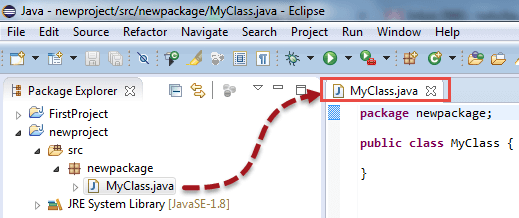 Java - newproject/src/newpackage/MyClass.java - Eclipse
File Edit Source Refactor Navigate Search Project Run Window Help
Package Explorer
MyClass.java
FirstProject
newproject
src
newpackage
MyClass.java
JRE System Library [JavaSE-1.8]
package newpackage;
public class MyClass {
}